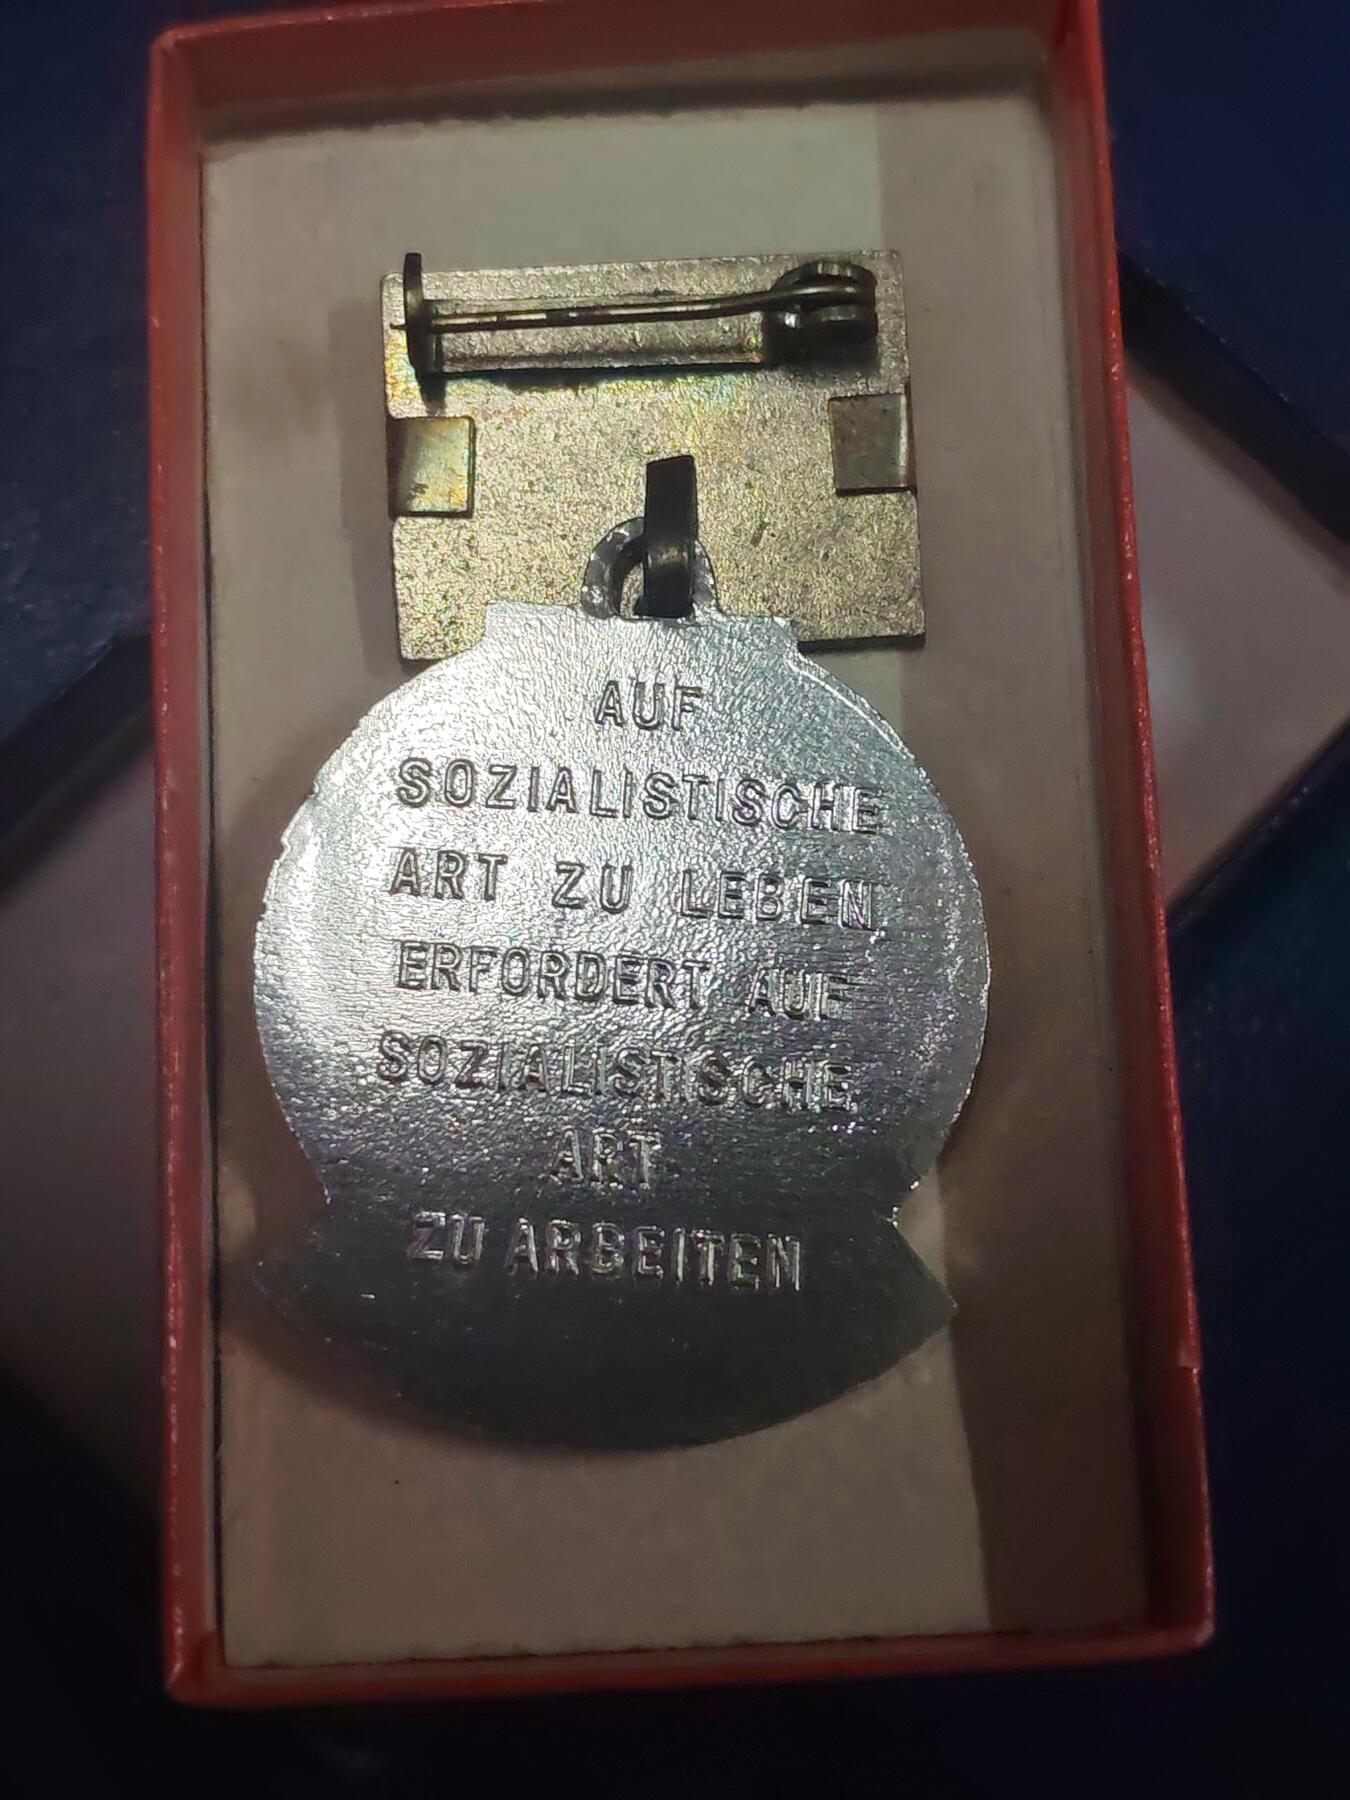 AUF
SOZIALISTISCHE
ART ZU LEBEN
ERFORDERT AUF
SOZIALISTISCHE
ART
ZU ARBEITEN